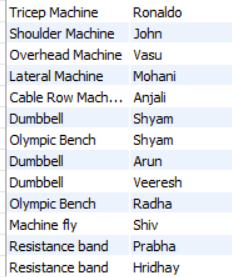 Tricep Machine Ronaldo
Shoulder Machine John
Overhead Machine Vasu
Lateral Machine Mohani
Cable Row Mach... Anjali
Dumbbell Shyam
Olympic Bench Shyam
Dumbbell Arun
Dumbbell Veeresh
Olympic Bench Radha
Machine fly Shiv
Resistance band Prabha
Resistance band Hridhay